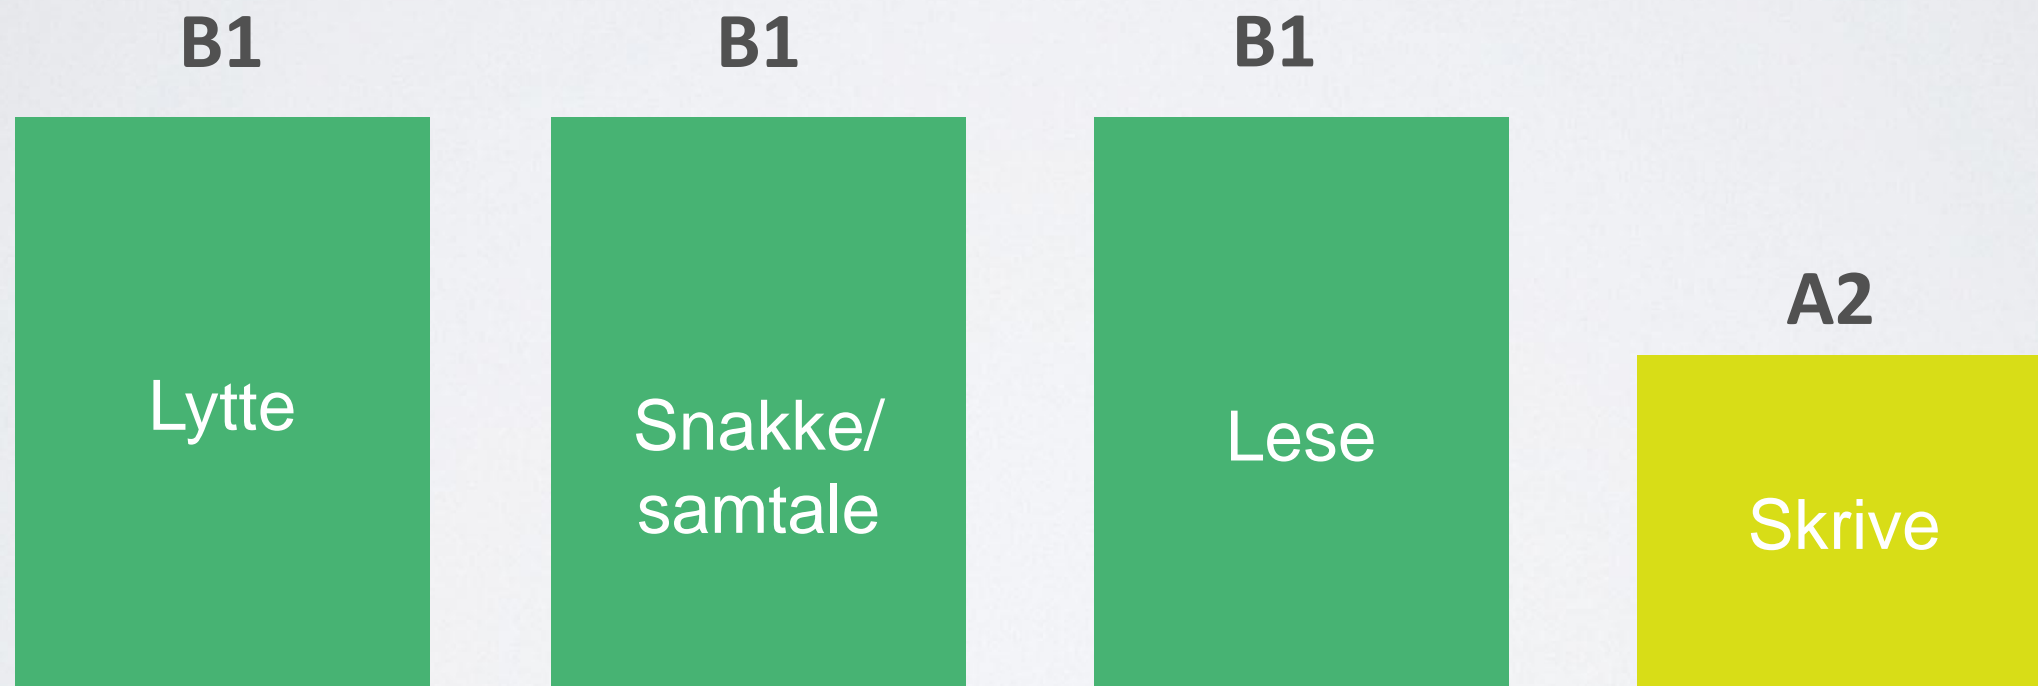 B1
B1
B1
A2
Lytte
Snakke/
samtale
Lese
Skrive